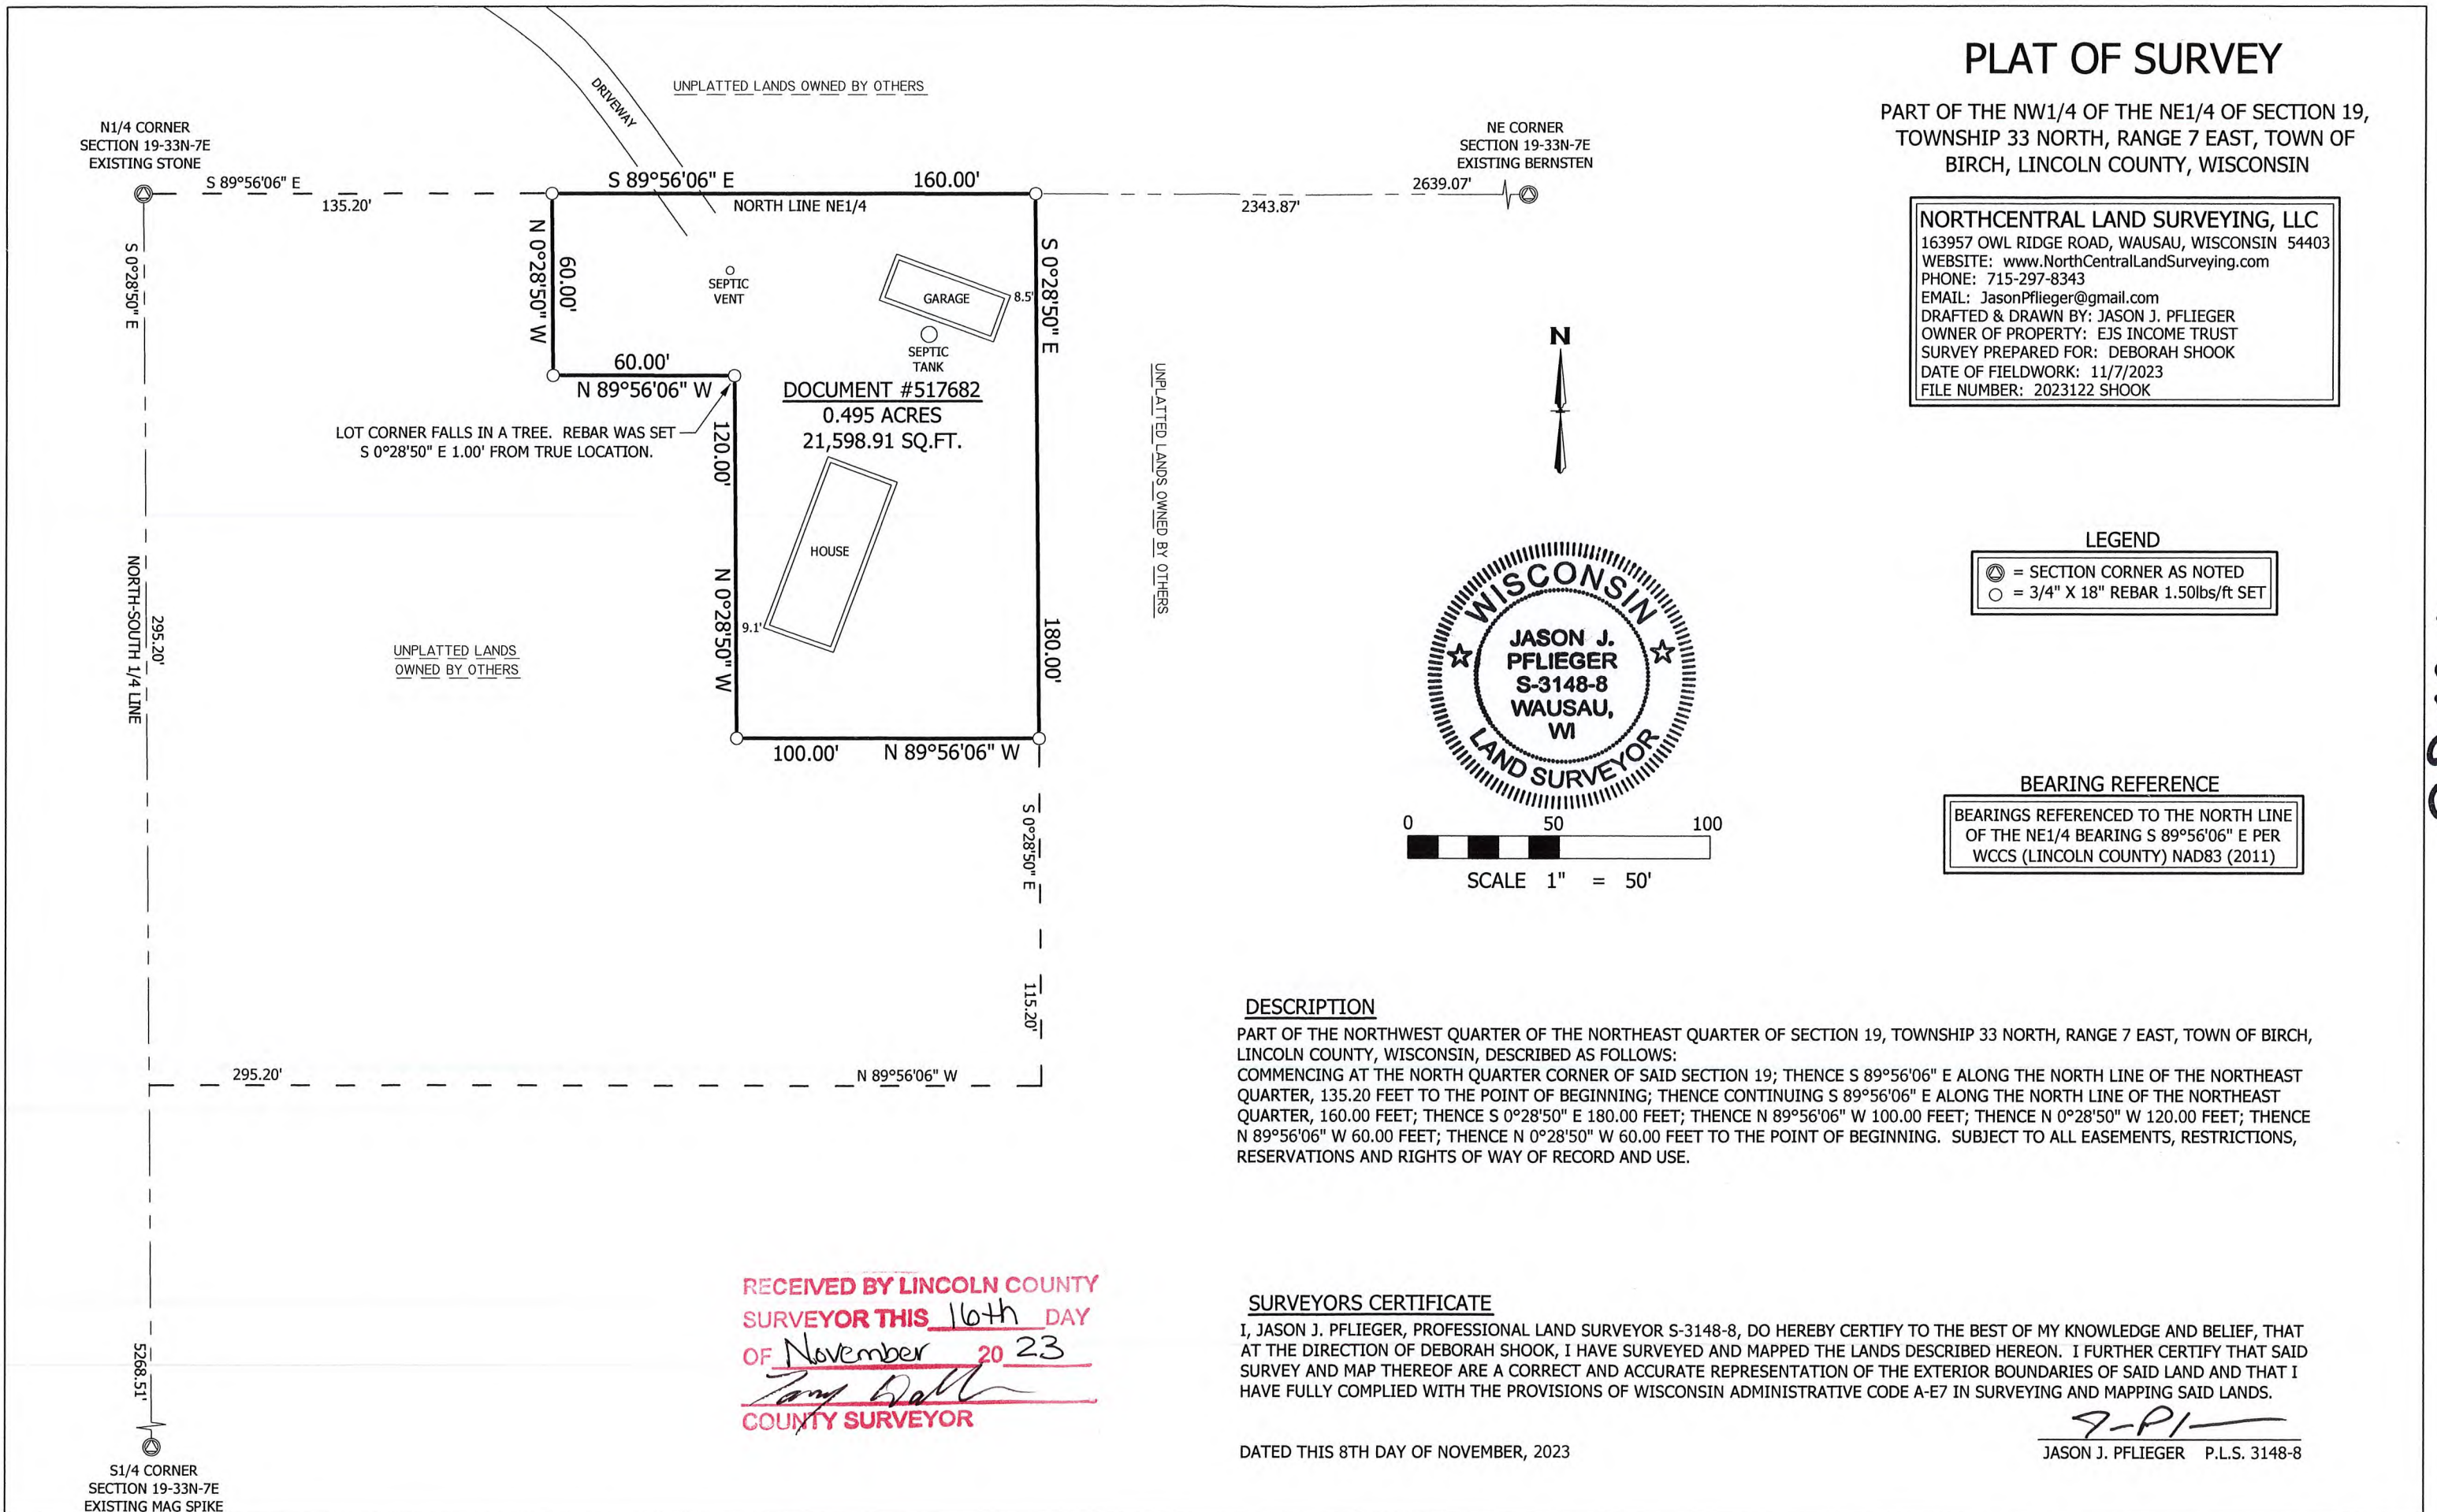 PLAT OF SURVEY
PART OF THE NW1/4 OF THE NE1/4 OF SECTION 19,
TOWNSHIP 33 NORTH, RANGE 7 EAST, TOWN OF
BIRCH, LINCOLN COUNTY, WISCONSIN
NORTHCENTRAL LAND SURVEYING, LLC
163957 OWL RIDGE ROAD, WAUSAU, WISCONSIN 54403
WEBSITE: www.NorthCentralLandSurveying.com
PHONE: 715-297-8343
EMAIL: JasonPflieger@gmail.com
DRAFTED & DRAWN BY: JASON J. PFLIEGER
OWNER OF PROPERTY: EJS INCOME TRUST
SURVEY PREPARED FOR: DEBORAH SHOOK
DATE OF FIELDWORK: 11/7/2023
FILE NUMBER: 2023122 SHOOK
DRIVEWAY
UNPLATTED LANDS OWNED BY OTHERS
N1/4 CORNER
SECTION 19-33N-7E
EXISTING STONE
NE CORNER
SECTION 19-33N-7E
EXISTING BERNSTEN
S 89°56'06" E
135.20'
S 89°56'06" E 160.00'
NORTH LINE NE1/4
2639.07'
2343.87'
S 0°28'50" E
N 0°28'50" W
60.00'
SEPTIC
VENT
GARAGE
8.5'
S 0°28'50" E
SEPTIC
TANK
60.00'
N 89°56'06" W
DOCUMENT #517682
0.495 ACRES
21,598.91 SQ.FT.
LOT CORNER FALLS IN A TREE. REBAR WAS SET
S 0°28'50" E 1.00' FROM TRUE LOCATION.
120.00'
UNPLATTED LANDS OWNED BY OTHERS
N
HOUSE
9.1'
N 0°28'50" W
180.00'
NORTH-SOUTH 1/4 LINE
295.20'
UNPLATTED LANDS
OWNED BY OTHERS
100.00' N 89°56'06" W
S 0°28'50" E
115.20'
295.20'
N 89°56'06" W
LEGEND
= SECTION CORNER AS NOTED
= 3/4" X 18" REBAR 1.50lbs/ft SET
WISCONSIN
JASON J.
PFLIEGER
S-3148-8
WAUSAU,
WI
LAND SURVEYOR
0 50 100
SCALE 1" = 50'
BEARING REFERENCE
BEARINGS REFERENCED TO THE NORTH LINE
OF THE NE1/4 BEARING S 89°56'06" E PER
WCCS (LINCOLN COUNTY) NAD83 (2011)
DESCRIPTION
PART OF THE NORTHWEST QUARTER OF THE NORTHEAST QUARTER OF SECTION 19, TOWNSHIP 33 NORTH, RANGE 7 EAST, TOWN OF BIRCH,
LINCOLN COUNTY, WISCONSIN, DESCRIBED AS FOLLOWS:
COMMENCING AT THE NORTH QUARTER CORNER OF SAID SECTION 19; THENCE S 89°56'06" E ALONG THE NORTH LINE OF THE NORTHEAST
QUARTER, 135.20 FEET TO THE POINT OF BEGINNING; THENCE CONTINUING S 89°56'06" E ALONG THE NORTH LINE OF THE NORTHEAST
QUARTER, 160.00 FEET; THENCE S 0°28'50" E 180.00 FEET; THENCE N 89°56'06" W 100.00 FEET; THENCE N 0°28'50" W 120.00 FEET; THENCE
N 89°56'06" W 60.00 FEET; THENCE N 0°28'50" W 60.00 FEET TO THE POINT OF BEGINNING. SUBJECT TO ALL EASEMENTS, RESTRICTIONS,
RESERVATIONS AND RIGHTS OF WAY OF RECORD AND USE.
RECEIVED BY LINCOLN COUNTY
SURVEYOR THIS 16th DAY
OF November 20 23
COUNTY SURVEYOR
5268.51'
S1/4 CORNER
SECTION 19-33N-7E
EXISTING MAG SPIKE
SURVEYORS CERTIFICATE
I, JASON J. PFLIEGER, PROFESSIONAL LAND SURVEYOR S-3148-8, DO HEREBY CERTIFY TO THE BEST OF MY KNOWLEDGE AND BELIEF, THAT
AT THE DIRECTION OF DEBORAH SHOOK, I HAVE SURVEYED AND MAPPED THE LANDS DESCRIBED HEREON. I FURTHER CERTIFY THAT SAID
SURVEY AND MAP THEREOF ARE A CORRECT AND ACCURATE REPRESENTATION OF THE EXTERIOR BOUNDARIES OF SAID LAND AND THAT I
HAVE FULLY COMPLIED WITH THE PROVISIONS OF WISCONSIN ADMINISTRATIVE CODE A-E7 IN SURVEYING AND MAPPING SAID LANDS.
DATED THIS 8TH DAY OF NOVEMBER, 2023
JASON J. PFLIEGER P.L.S. 3148-8